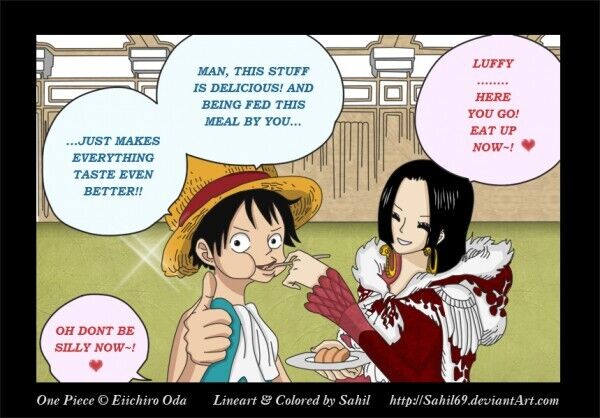 MAN, THIS STUFF
IS DELICIOUS! AND
BEING FED THIS
MEAL BY YOU...
...JUST MAKES
EVERYTHING
TASTE EVEN
BETTER!!
LUFFY
........
HERE
YOU GO!
EAT UP
NOW~!
OH DONT BE
SILLY NOW~!
One Piece © Eiichiro Oda Lineart & Colored by Sahil http://Sahil69.deviantArt.com